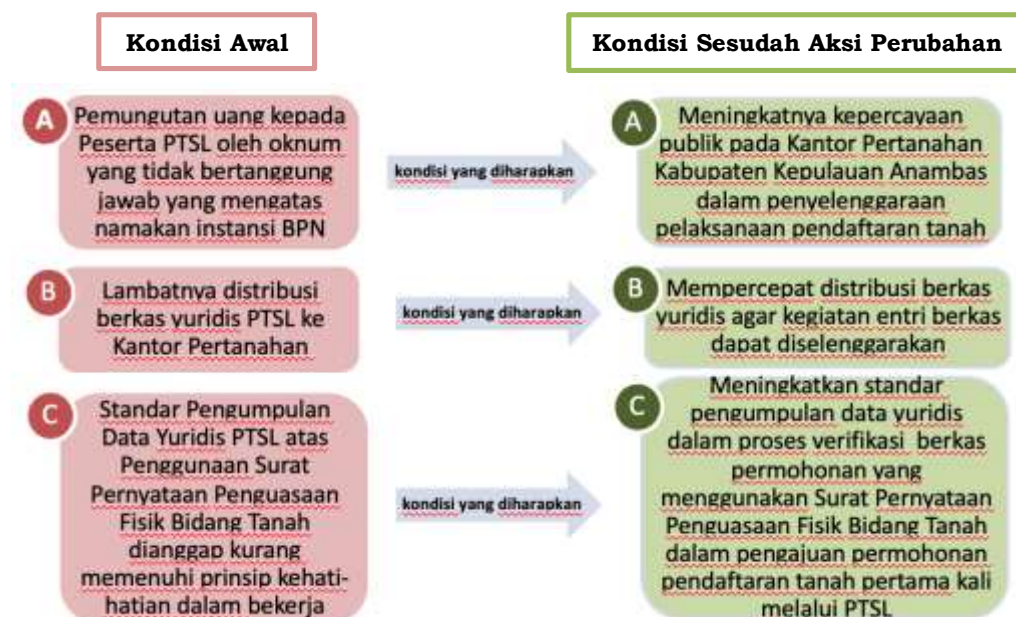 Kondisi Awal
Kondisi Sesudah Aksi Perubahan
A
Pemungutan uang kepada
Peserta PTSL oleh oknum
yang tidak bertanggung
jawab yang mengatas
namakan instansi BPN
kondisi yang diharapkan
A
Meningkatnya kepercayaan
publik pada Kantor Pertanahan
Kabupaten Kepulauan Anambas
dalam penyelenggaraan
pelaksanaan pendaftaran tanah
B
Lambatnya distribusi
berkas yuridis PTSL ke
Kantor Pertanahan
kondisi yang diharapkan
B
Mempercepat distribusi berkas
yuridis agar kegiatan entri berkas
dapat diselenggarakan
C
Standar Pengumpulan
Data Yuridis PTSL atas
Penggunaan Surat
Pernyataan Penguasaan
Fisik Bidang Tanah
dianggap kurang
memenuhi prinsip kehati-
hatian dalam bekerja
kondisi yang diharapkan
C
Meningkatkan standar
pengumpulan data yuridis
dalam proses verifikasi berkas
permohonan yang
menggunakan Surat Pernyataan
Penguasaan Fisik Bidang Tanah
dalam pengajuan permohonan
pendaftaran tanah pertama kali
melalui PTSL